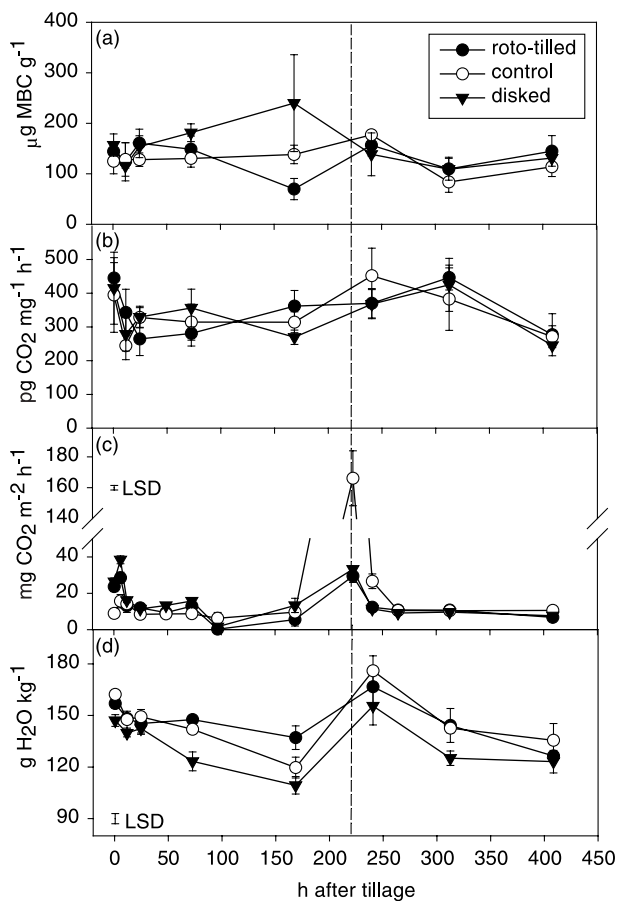 (a)
400
300
200
100
0
µg MBC g-1
roto-tilled
control
disked
(b)
500
400
300
200
100
0
pg CO2 mg-1 h-1
(c)
180
160
140
LSD
40
20
0
mg CO2 m-2 h-1
(d)
180
150
120
90
LSD
g H2O kg-1
0 50 100 150 200 250 300 350 400 450
h after tillage